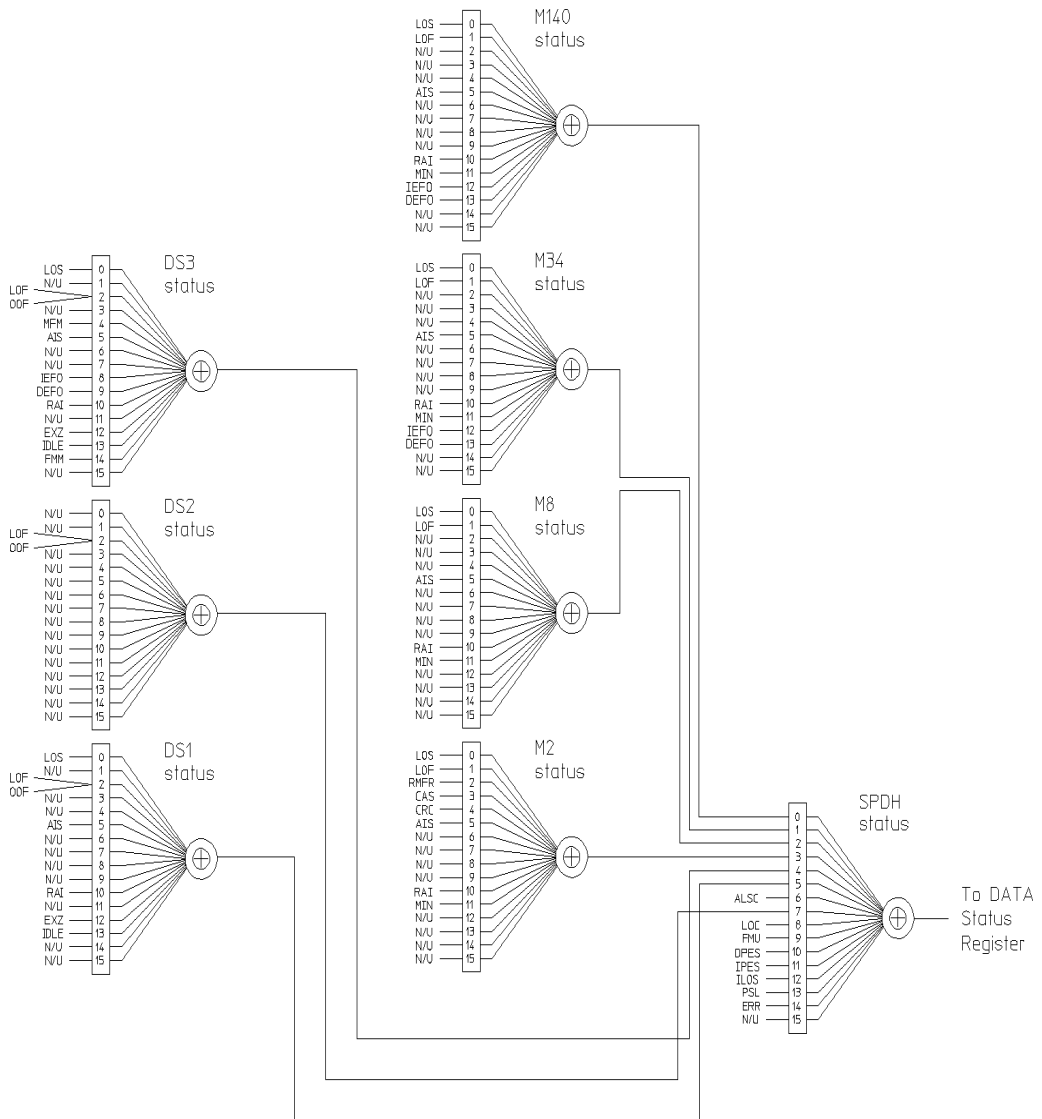 M140
status
LOS 0
LOF 1
N/U 2
N/U 3
N/U 4
AIS 5
N/U 6
N/U 7
N/U 8
N/U 9
RAI 10
MIN 11
IEFO 12
DEFO 13
N/U 14
N/U 15
DS3
status
LOS 0
N/U 1
LOF
OOF
2
N/U 3
MFM 4
AIS 5
N/U 6
N/U 7
IEFO 8
DEFO 9
RAI 10
N/U 11
EXZ 12
IDLE 13
FMM 14
N/U 15
M34
status
LOS 0
LOF 1
N/U 2
N/U 3
N/U 4
AIS 5
N/U 6
N/U 7
N/U 8
N/U 9
RAI 10
MIN 11
IEFO 12
DEFO 13
N/U 14
N/U 15
DS2
status
N/U 0
N/U 1
LOF
OOF
2
N/U 3
N/U 4
N/U 5
N/U 6
N/U 7
N/U 8
N/U 9
N/U 10
N/U 11
N/U 12
N/U 13
N/U 14
N/U 15
M8
status
LOS 0
LOF 1
N/U 2
N/U 3
N/U 4
AIS 5
N/U 6
N/U 7
N/U 8
N/U 9
RAI 10
MIN 11
N/U 12
N/U 13
N/U 14
N/U 15
DS1
status
LOS 0
N/U 1
LOF
OOF
2
N/U 3
N/U 4
AIS 5
N/U 6
N/U 7
N/U 8
N/U 9
RAI 10
N/U 11
EXZ 12
IDLE 13
N/U 14
N/U 15
M2
status
LOS 0
LOF 1
RMFR 2
CAS 3
CRC 4
AIS 5
N/U 6
N/U 7
N/U 8
N/U 9
RAI 10
MIN 11
N/U 12
N/U 13
N/U 14
N/U 15
SPDH
status
0
1
2
3
4
5
ALSC 6
7
LOC 8
FMU 9
DPES 10
IPES 11
ILOS 12
PSL 13
ERR 14
N/U 15
To DATA
Status
Register